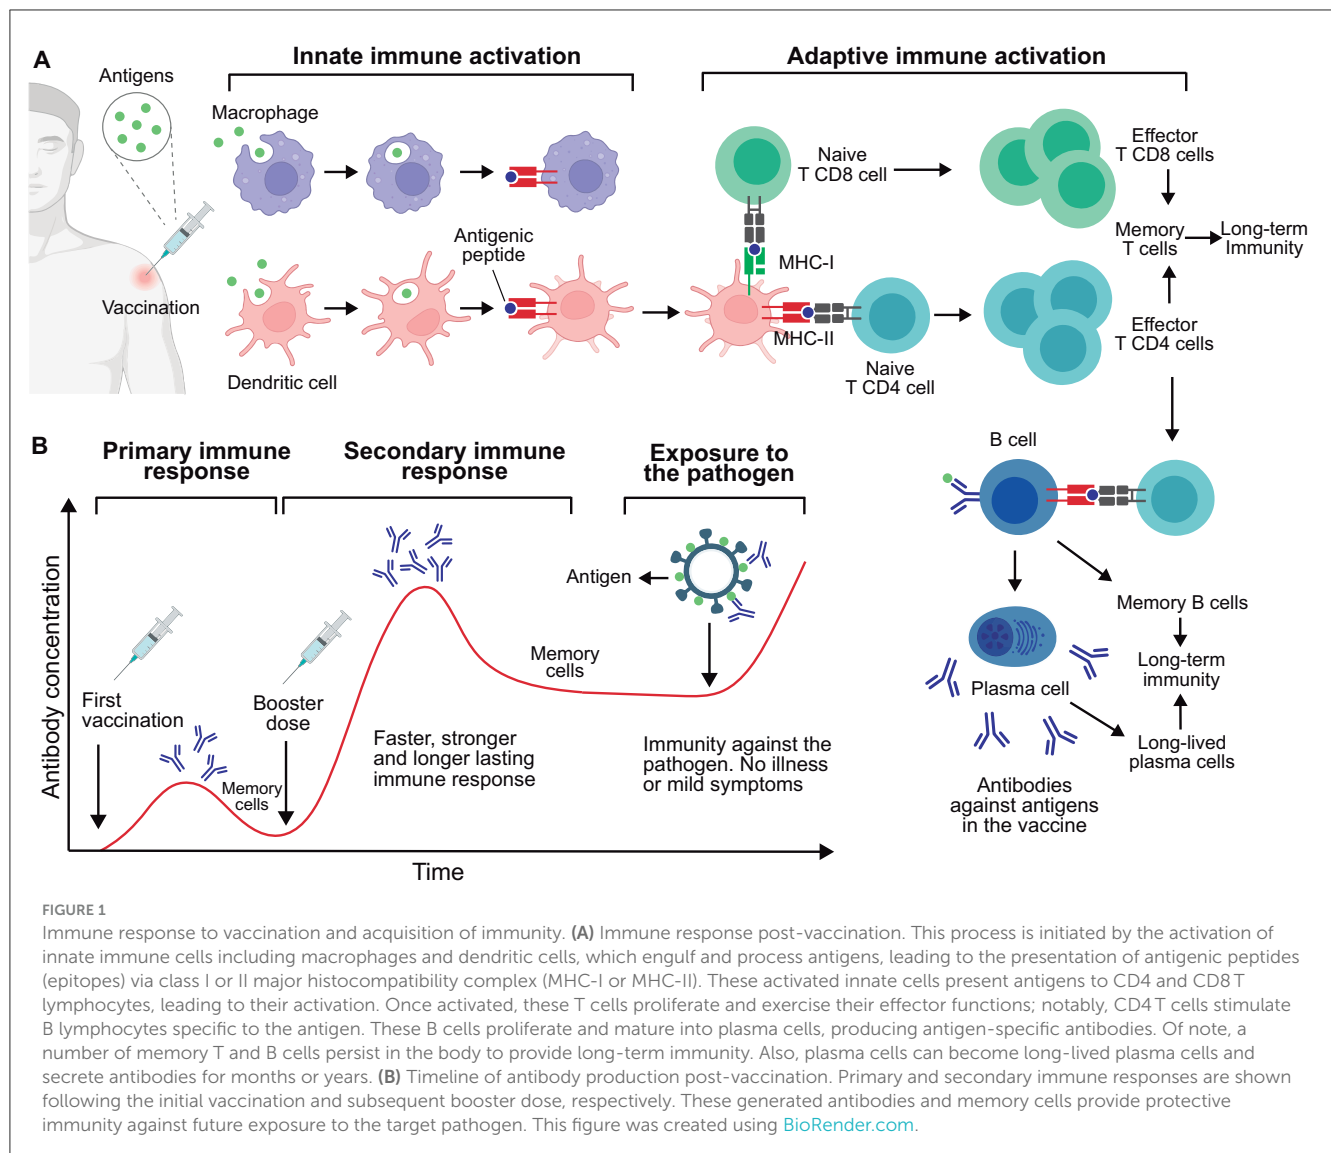 A
Innate immune activation
Adaptive immune activation
Antigens
Macrophage
Vaccination
Dendritic cell
Antigenic
peptide
Naive
T CD8 cell
MHC-I
MHC-II
Naive
T CD4 cell
Effector
T CD8 cells
Memory
T cells
Long-term
Immunity
Effector
T CD4 cells
B cell
Memory B cells
Long-term
immunity
Plasma cell
Long-lived
plasma cells
Antibodies
against antigens
in the vaccine
B
Primary immune
response
Secondary immune
response
Exposure to
the pathogen
Antibody concentration
First
vaccination
Memory
cells
Booster
dose
Faster, stronger
and longer lasting
immune response
Memory
cells
Antigen
Immunity against the
pathogen. No illness
or mild symptoms
Time
FIGURE 1
Immune response to vaccination and acquisition of immunity. (A) Immune response post-vaccination. This process is initiated by the activation of
innate immune cells including macrophages and dendritic cells, which engulf and process antigens, leading to the presentation of antigenic peptides
(epitopes) via class I or II major histocompatibility complex (MHC-I or MHC-II). These activated innate cells present antigens to CD4 and CD8 T
lymphocytes, leading to their activation. Once activated, these T cells proliferate and exercise their effector functions; notably, CD4 T cells stimulate
B lymphocytes specific to the antigen. These B cells proliferate and mature into plasma cells, producing antigen-specific antibodies. Of note, a
number of memory T and B cells persist in the body to provide long-term immunity. Also, plasma cells can become long-lived plasma cells and
secrete antibodies for months or years. (B) Timeline of antibody production post-vaccination. Primary and secondary immune responses are shown
following the initial vaccination and subsequent booster dose, respectively. These generated antibodies and memory cells provide protective
immunity against future exposure to the target pathogen. This figure was created using BioRender.com.